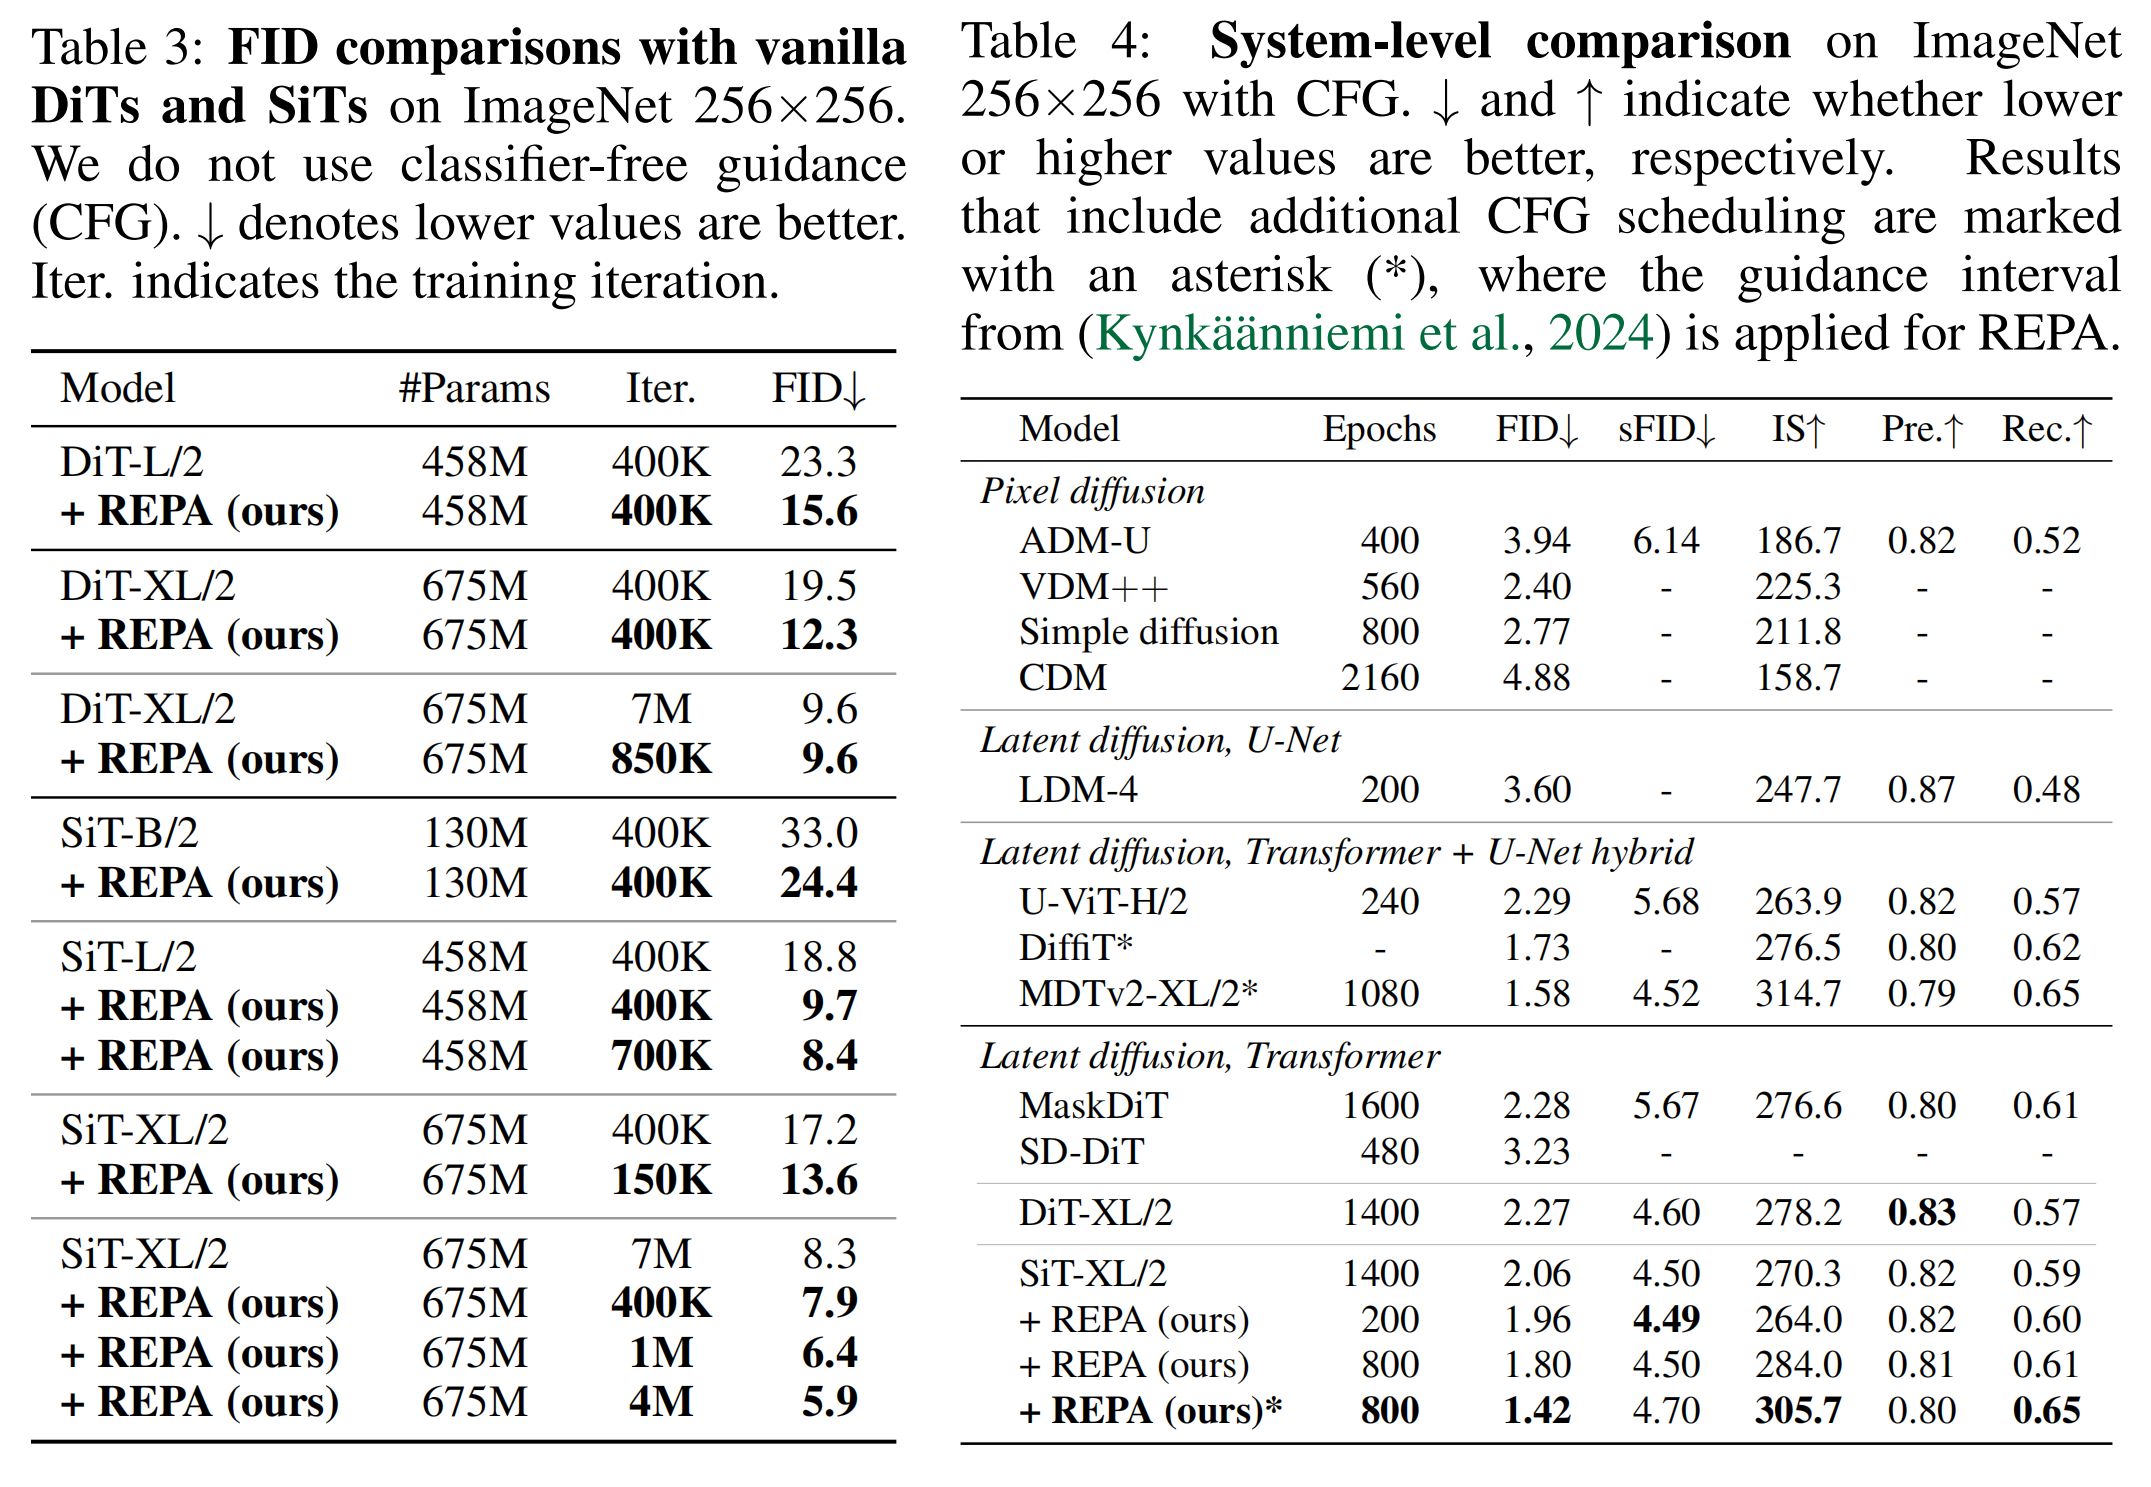 Table 3: FID comparisons with vanilla
DiTs and SiTs on ImageNet 256×256.
We do not use classifier-free guidance
(CFG). ↓ denotes lower values are better.
Iter. indicates the training iteration.
Model #Params Iter. FID↓
DiT-L/2 458M 400K 23.3
+ REPA (ours) 458M 400K 15.6
DiT-XL/2 675M 400K 19.5
+ REPA (ours) 675M 400K 12.3
DiT-XL/2 675M 7M 9.6
+ REPA (ours) 675M 850K 9.6
SiT-B/2 130M 400K 33.0
+ REPA (ours) 130M 400K 24.4
SiT-L/2 458M 400K 18.8
+ REPA (ours) 458M 400K 9.7
+ REPA (ours) 458M 700K 8.4
SiT-XL/2 675M 400K 17.2
+ REPA (ours) 675M 150K 13.6
SiT-XL/2 675M 7M 8.3
+ REPA (ours) 675M 400K 7.9
+ REPA (ours) 675M 1M 6.4
+ REPA (ours) 675M 4M 5.9
Table 4: System-level comparison on ImageNet
256×256 with CFG. ↓ and ↑ indicate whether lower
or higher values are better, respectively. Results
that include additional CFG scheduling are marked
with an asterisk (*), where the guidance interval
from (Kynkäänniemi et al., 2024) is applied for REPA.
Model Epochs FID↓ sFID↓ IS↑ Pre.↑ Rec.↑
Pixel diffusion
ADM-U 400 3.94 6.14 186.7 0.82 0.52
VDM++ 560 2.40 - 225.3 - -
Simple diffusion 800 2.77 - 211.8 - -
CDM 2160 4.88 - 158.7 - -
Latent diffusion, U-Net
LDM-4 200 3.60 - 247.7 0.87 0.48
Latent diffusion, Transformer + U-Net hybrid
U-ViT-H/2 240 2.29 5.68 263.9 0.82 0.57
DiffiT* - 1.73 - 276.5 0.80 0.62
MDTv2-XL/2* 1080 1.58 4.52 314.7 0.79 0.65
Latent diffusion, Transformer
MaskDiT 1600 2.28 5.67 276.6 0.80 0.61
SD-DiT 480 3.23 - - - -
DiT-XL/2 1400 2.27 4.60 278.2 0.83 0.57
SiT-XL/2 1400 2.06 4.50 270.3 0.82 0.59
+ REPA (ours) 200 1.96 4.49 264.0 0.82 0.60
+ REPA (ours) 800 1.80 4.50 284.0 0.81 0.61
+ REPA (ours)* 800 1.42 4.70 305.7 0.80 0.65